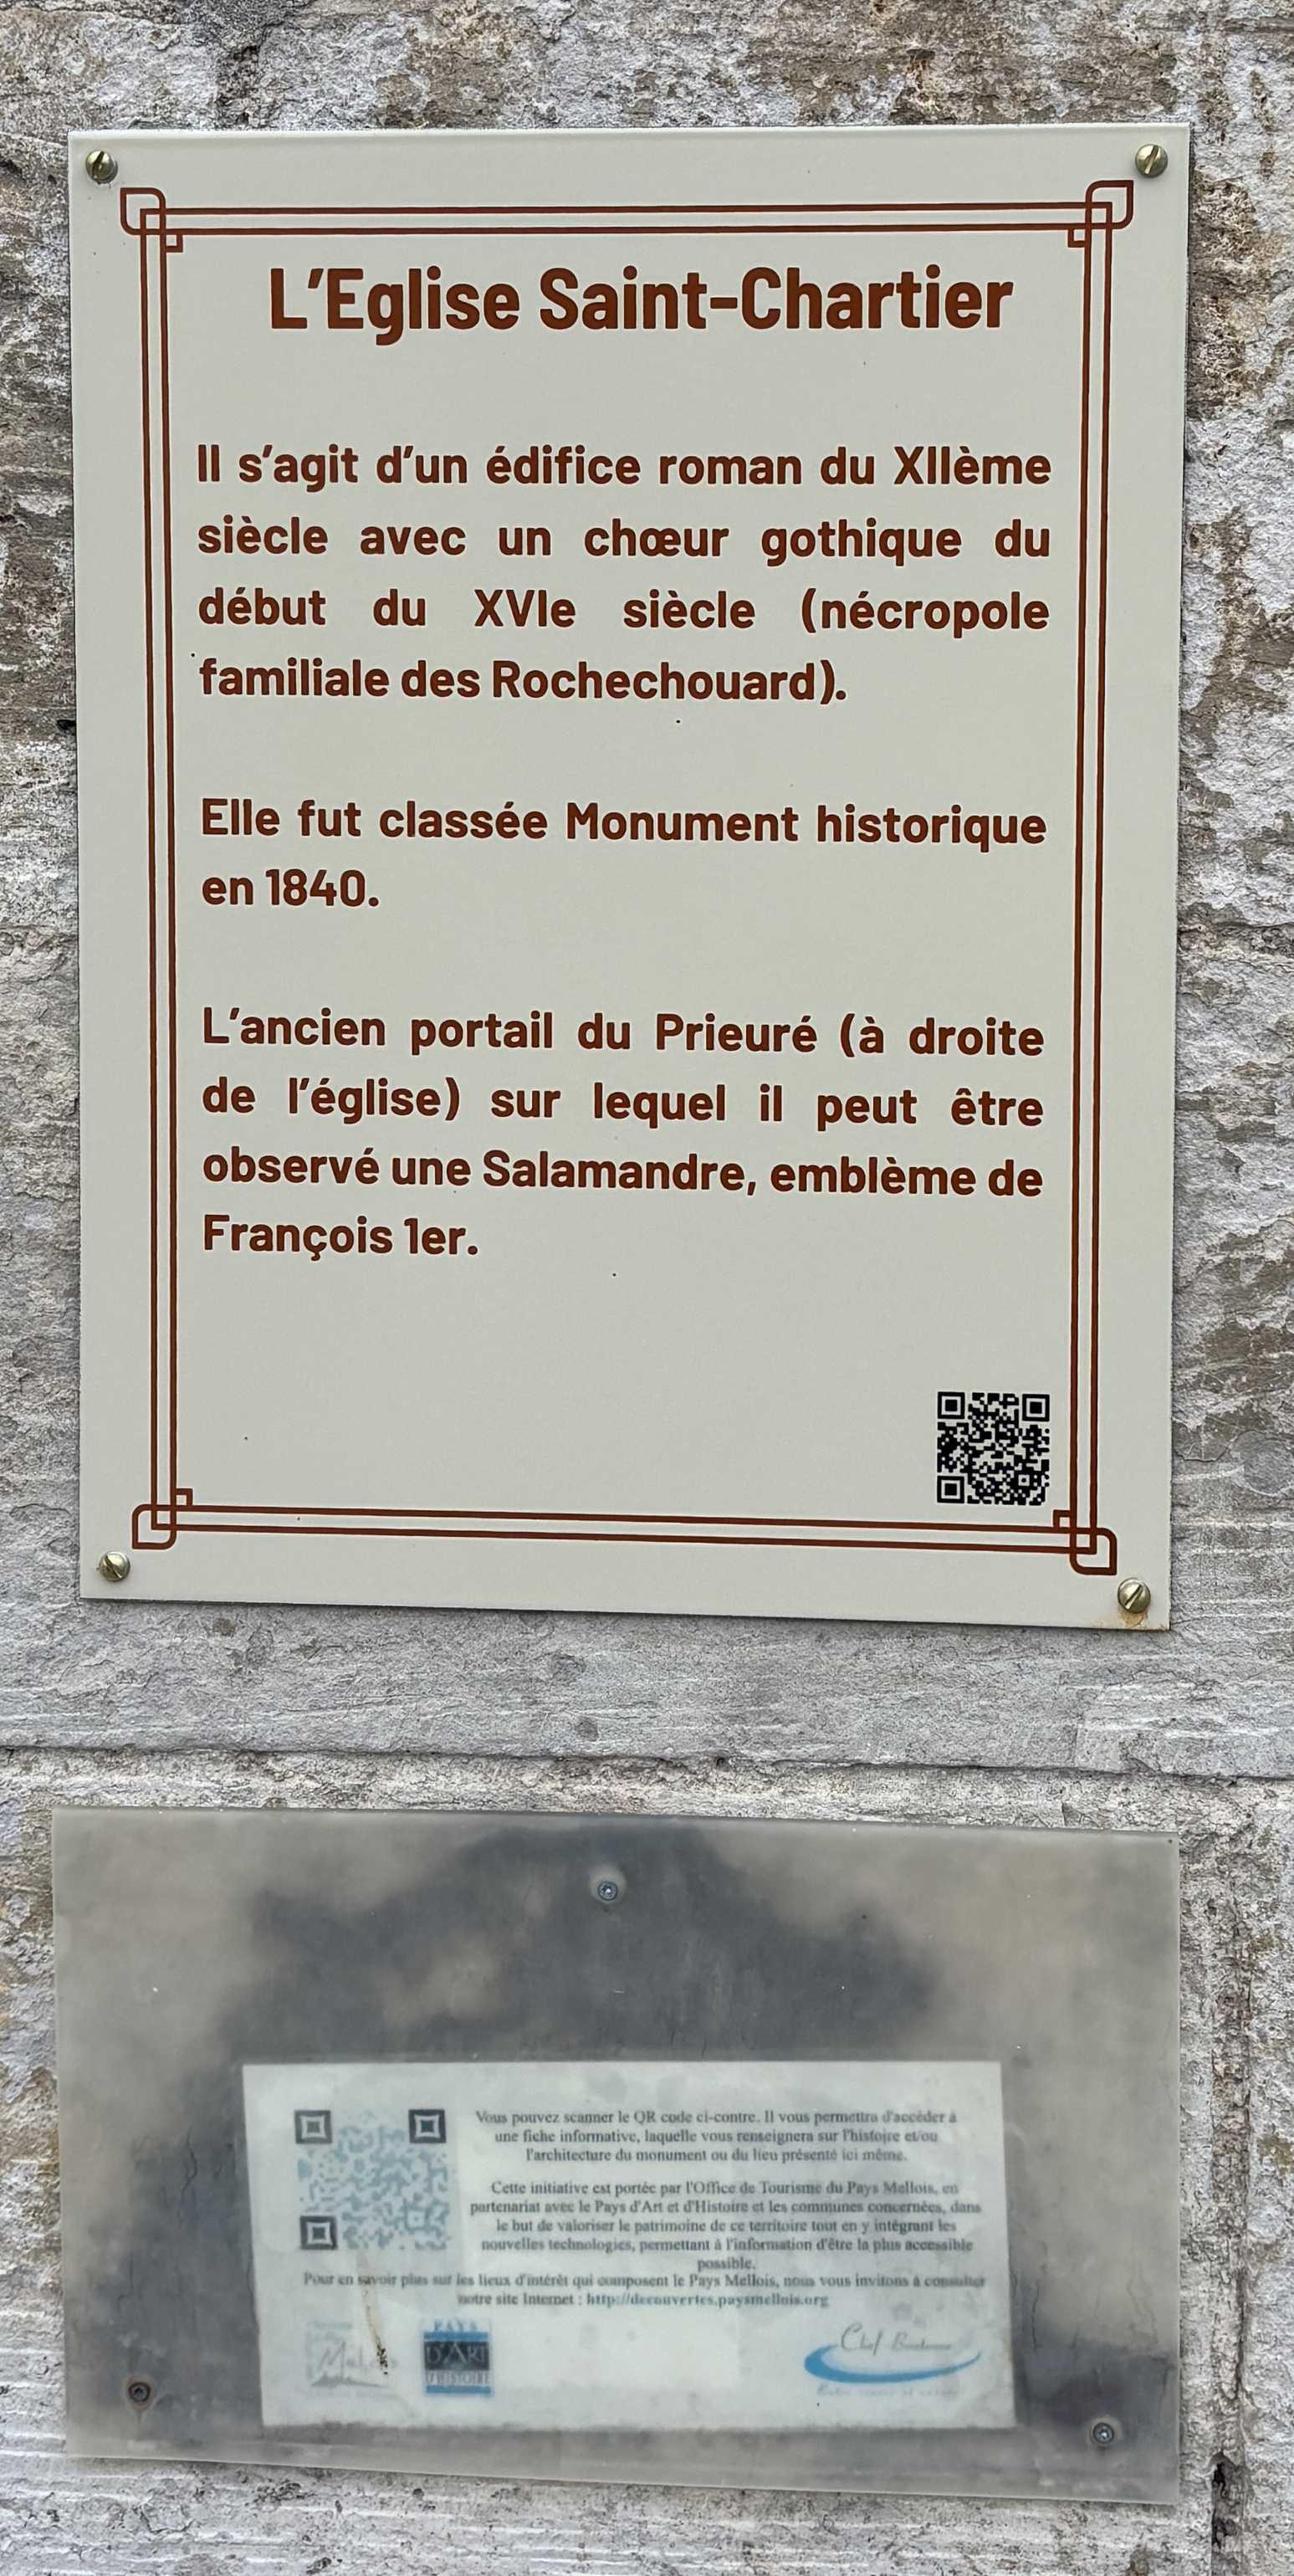 L'Eglise Saint-Chartier
Il s'agit d'un édifice roman du XIIème
siècle avec un chœur gothique du
début du XVIe siècle (nécropole
familiale des Rochechouard).
Elle fut classée Monument historique
en 1840.
L'ancien portail du Prieuré (à droite
de l'église) sur lequel il peut être
observé une Salamandre, emblème de
François 1er.
Vous pouvez scanner le QR code ci-contre. Il vous permettra d'accéder à
une fiche informative, laquelle vous renseignera sur l'histoire et/ou
l'architecture du monument ou du lieu présenté ici même.
Cette initiative est portée par l'Office de Tourisme du Pays Mellois, en
partenariat avec le Pays d'Art et d'Histoire et les communes concernées, dans
le but de valoriser le patrimoine de ce territoire tout en y intégrant les
nouvelles technologies, permettant à l'information d'être la plus accessible
possible.
Pour en savoir plus sur les lieux d'intérêt qui composent le Pays Mellois, nous vous invitons à consulter
notre site Internet : http://decouvertes.paysmellois.org
PAYS
D'ART
D'HISTOIRE
Chef